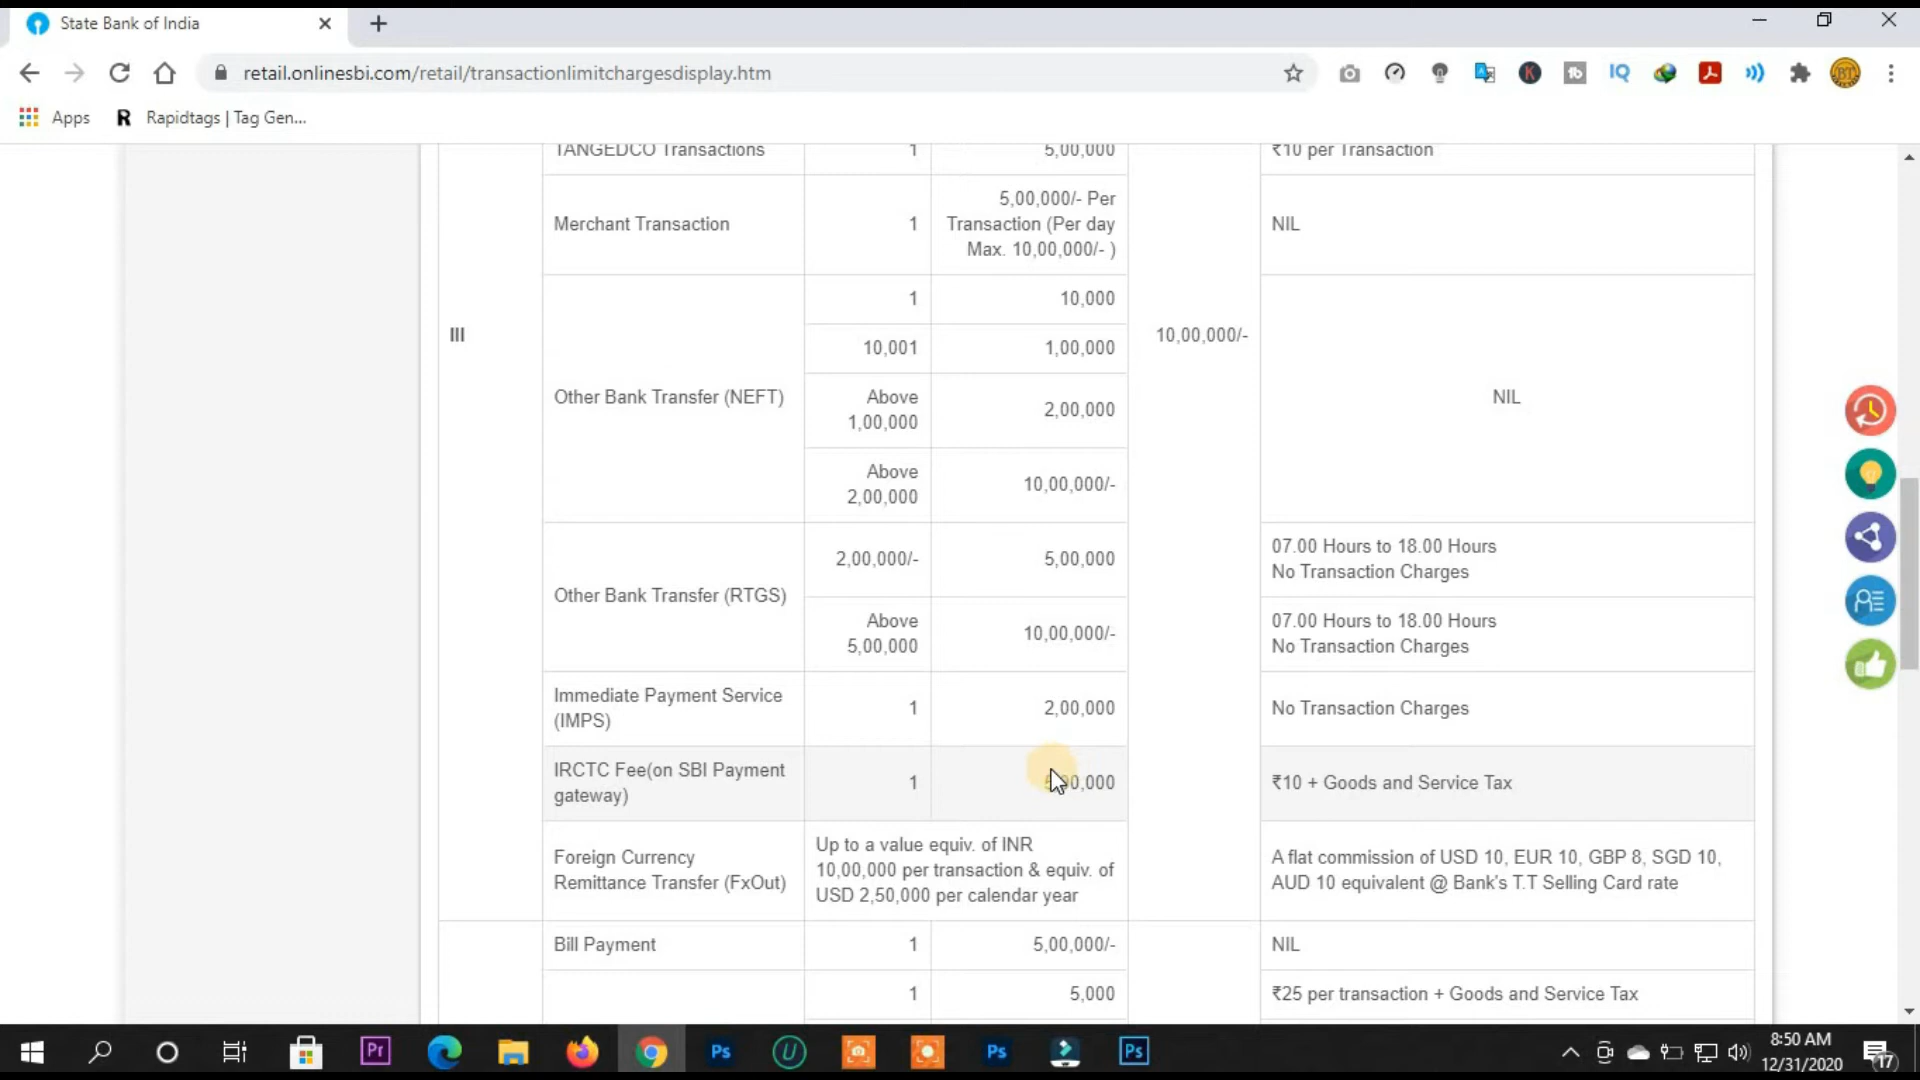 State Bank of India
retail.onlinesbi.com/retail/transactionlimitchargesdisplay.htm
Apps
R Rapidtags | Tag Gen...
TANGEDCO Transactions
1
5,00,000
₹10 per Transaction
Merchant Transaction
1
5,00,000/- Per
Transaction (Per day
Max. 10,00,000/- )
NIL
III
10,00,000/-
Other Bank Transfer (NEFT)
1
10,000
10,001
1,00,000
Above
1,00,000
2,00,000
Above
2,00,000
10,00,000/-
NIL
Other Bank Transfer (RTGS)
2,00,000/-
5,00,000
07.00 Hours to 18.00 Hours
No Transaction Charges
Above
5,00,000
10,00,000/-
07.00 Hours to 18.00 Hours
No Transaction Charges
Immediate Payment Service
(IMPS)
1
2,00,000
No Transaction Charges
IRCTC Fee(on SBI Payment
gateway)
1
₹10 + Goods and Service Tax
Foreign Currency
Remittance Transfer (FxOut)
Up to a value equiv. of INR
10,00,000 per transaction & equiv. of
USD 2,50,000 per calendar year
A flat commission of USD 10, EUR 10, GBP 8, SGD 10,
AUD 10 equivalent @ Bank's T.T Selling Card rate
Bill Payment
1
5,00,000/-
NIL
1
5,000
₹25 per transaction + Goods and Service Tax
8:50 AM
12/31/2020
17